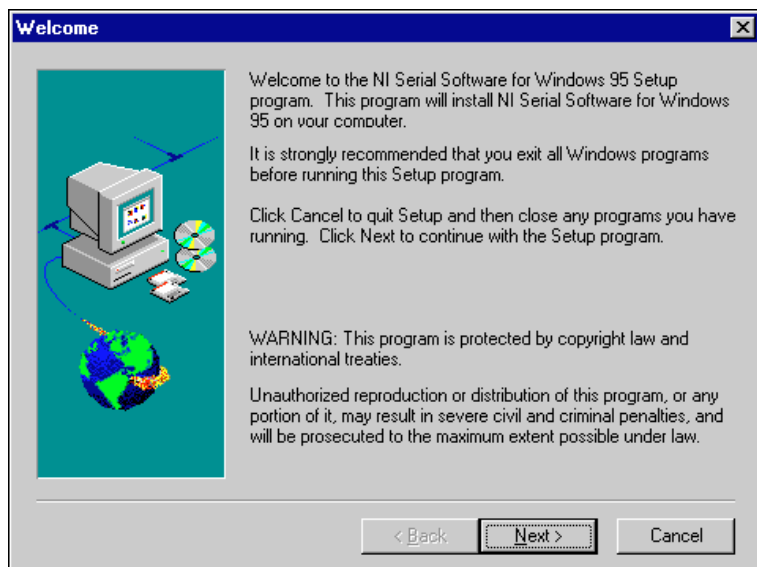 Welcome
Welcome to the NI Serial Software for Windows 95 Setup
program.  This program will install NI Serial Software for Windows
95 on your computer.
It is strongly recommended that you exit all Windows programs
before running this Setup program.
Click Cancel to quit Setup and then close any programs you have
running.  Click Next to continue with the Setup program.
WARNING: This program is protected by copyright law and
international treaties.
Unauthorized reproduction or distribution of this program, or any
portion of it, may result in severe civil and criminal penalties, and
will be prosecuted to the maximum extent possible under law.
< Back
Next >
Cancel